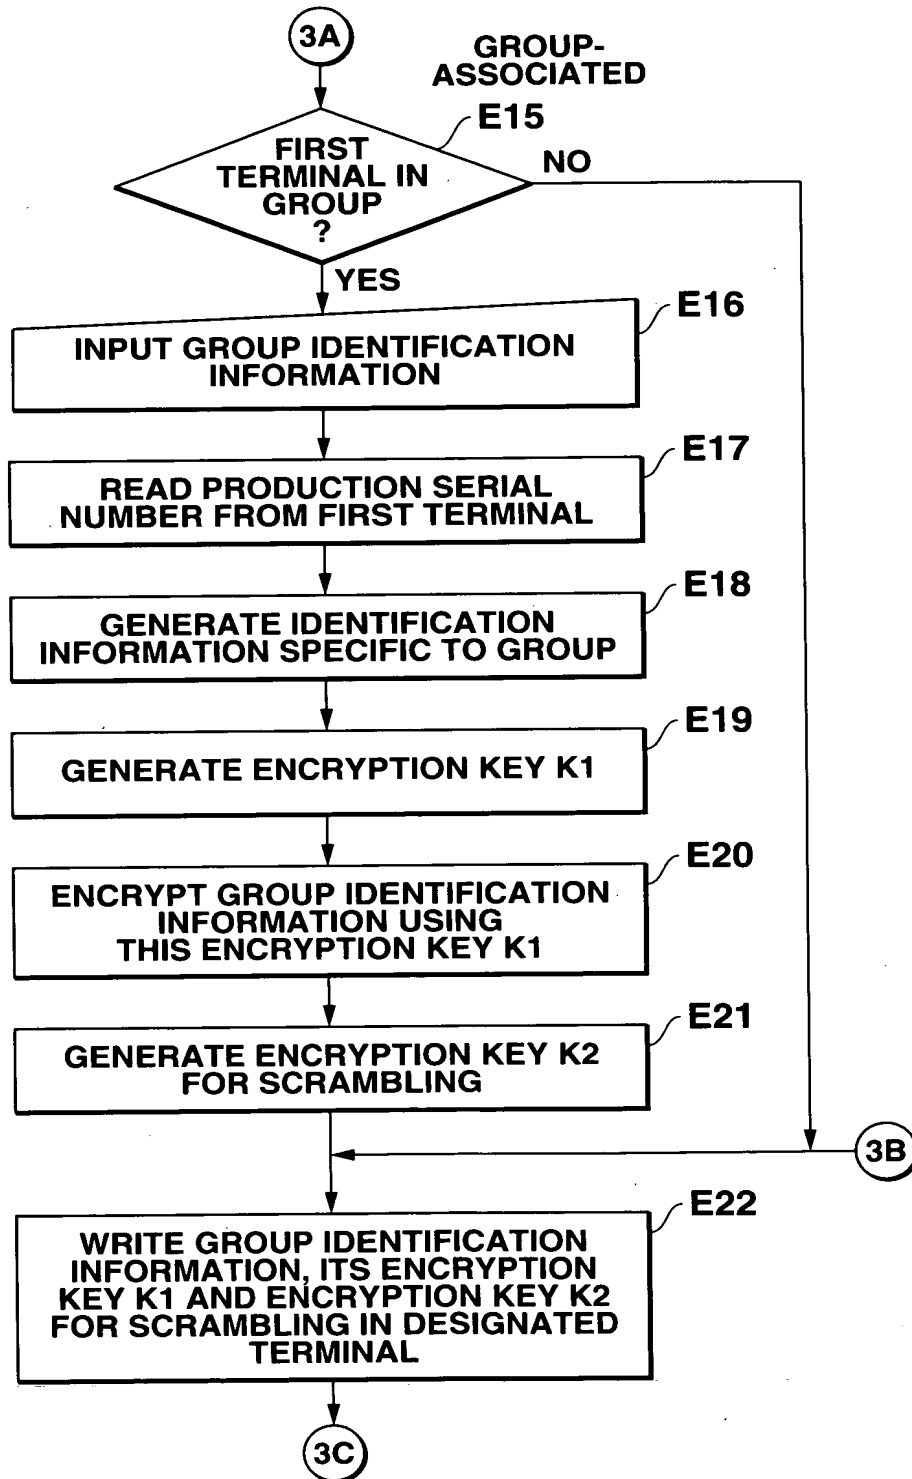 3A
GROUP-
ASSOCIATED
E15
FIRST
TERMINAL IN
GROUP
?
NO
YES
E16
INPUT GROUP IDENTIFICATION
INFORMATION
E17
READ PRODUCTION SERIAL
NUMBER FROM FIRST TERMINAL
E18
GENERATE IDENTIFICATION
INFORMATION SPECIFIC TO GROUP
E19
GENERATE ENCRYPTION KEY K1
E20
ENCRYPT GROUP IDENTIFICATION
INFORMATION USING
THIS ENCRYPTION KEY K1
E21
GENERATE ENCRYPTION KEY K2
FOR SCRAMBLING
3B
E22
WRITE GROUP IDENTIFICATION
INFORMATION, ITS ENCRYPTION
KEY K1 AND ENCRYPTION KEY K2
FOR SCRAMBLING IN DESIGNATED
TERMINAL
3C